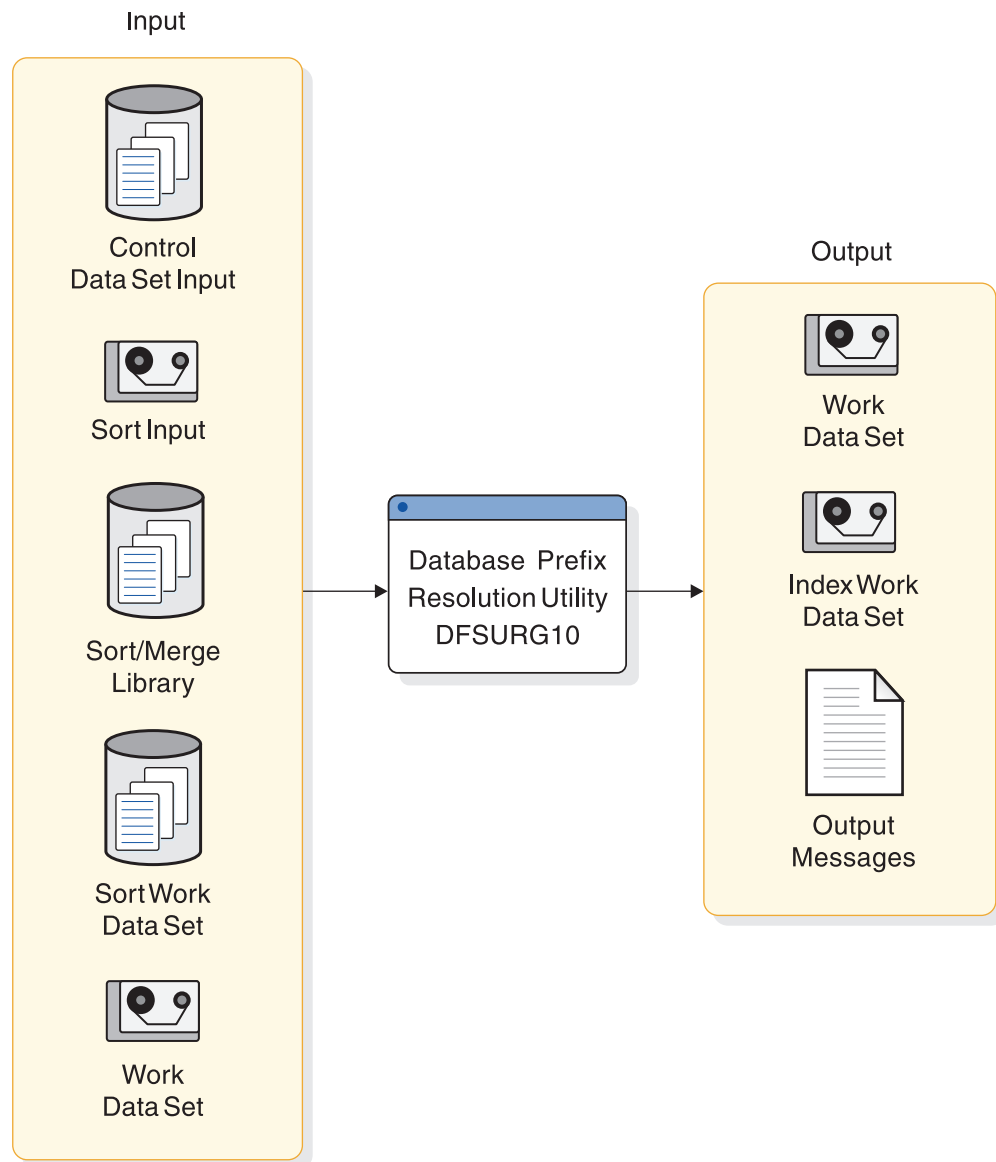 Input
Control
Data Set Input
Sort Input
Sort/Merge
Library
Sort Work
Data Set
Work
Data Set
Database Prefix
Resolution Utility
DFSURG10
Output
Work
Data Set
Index Work
Data Set
Output
Messages